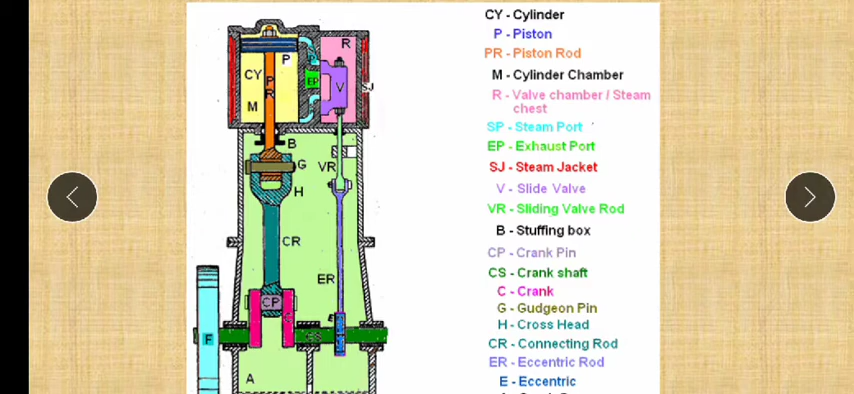 R
P
CY
P
R
EP
V
SJ
M
B
G
VR
H
CR
ER
CP
E
F
CS
A
CY - Cylinder
P - Piston
PR - Piston Rod
M - Cylinder Chamber
R - Valve chamber / Steam
chest
SP - Steam Port
EP - Exhaust Port
SJ - Steam Jacket
V - Slide Valve
VR - Sliding Valve Rod
B - Stuffing box
CP - Crank Pin
CS - Crank shaft
C - Crank
G - Gudgeon Pin
H - Cross Head
CR - Connecting Rod
ER - Eccentric Rod
E - Eccentric